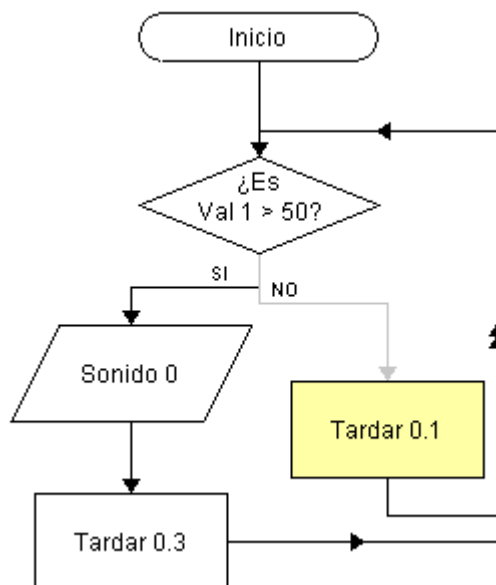 Inicio
¿Es
Val 1 > 50?
SI
NO
Sonido 0
Tardar 0.1
Tardar 0.3